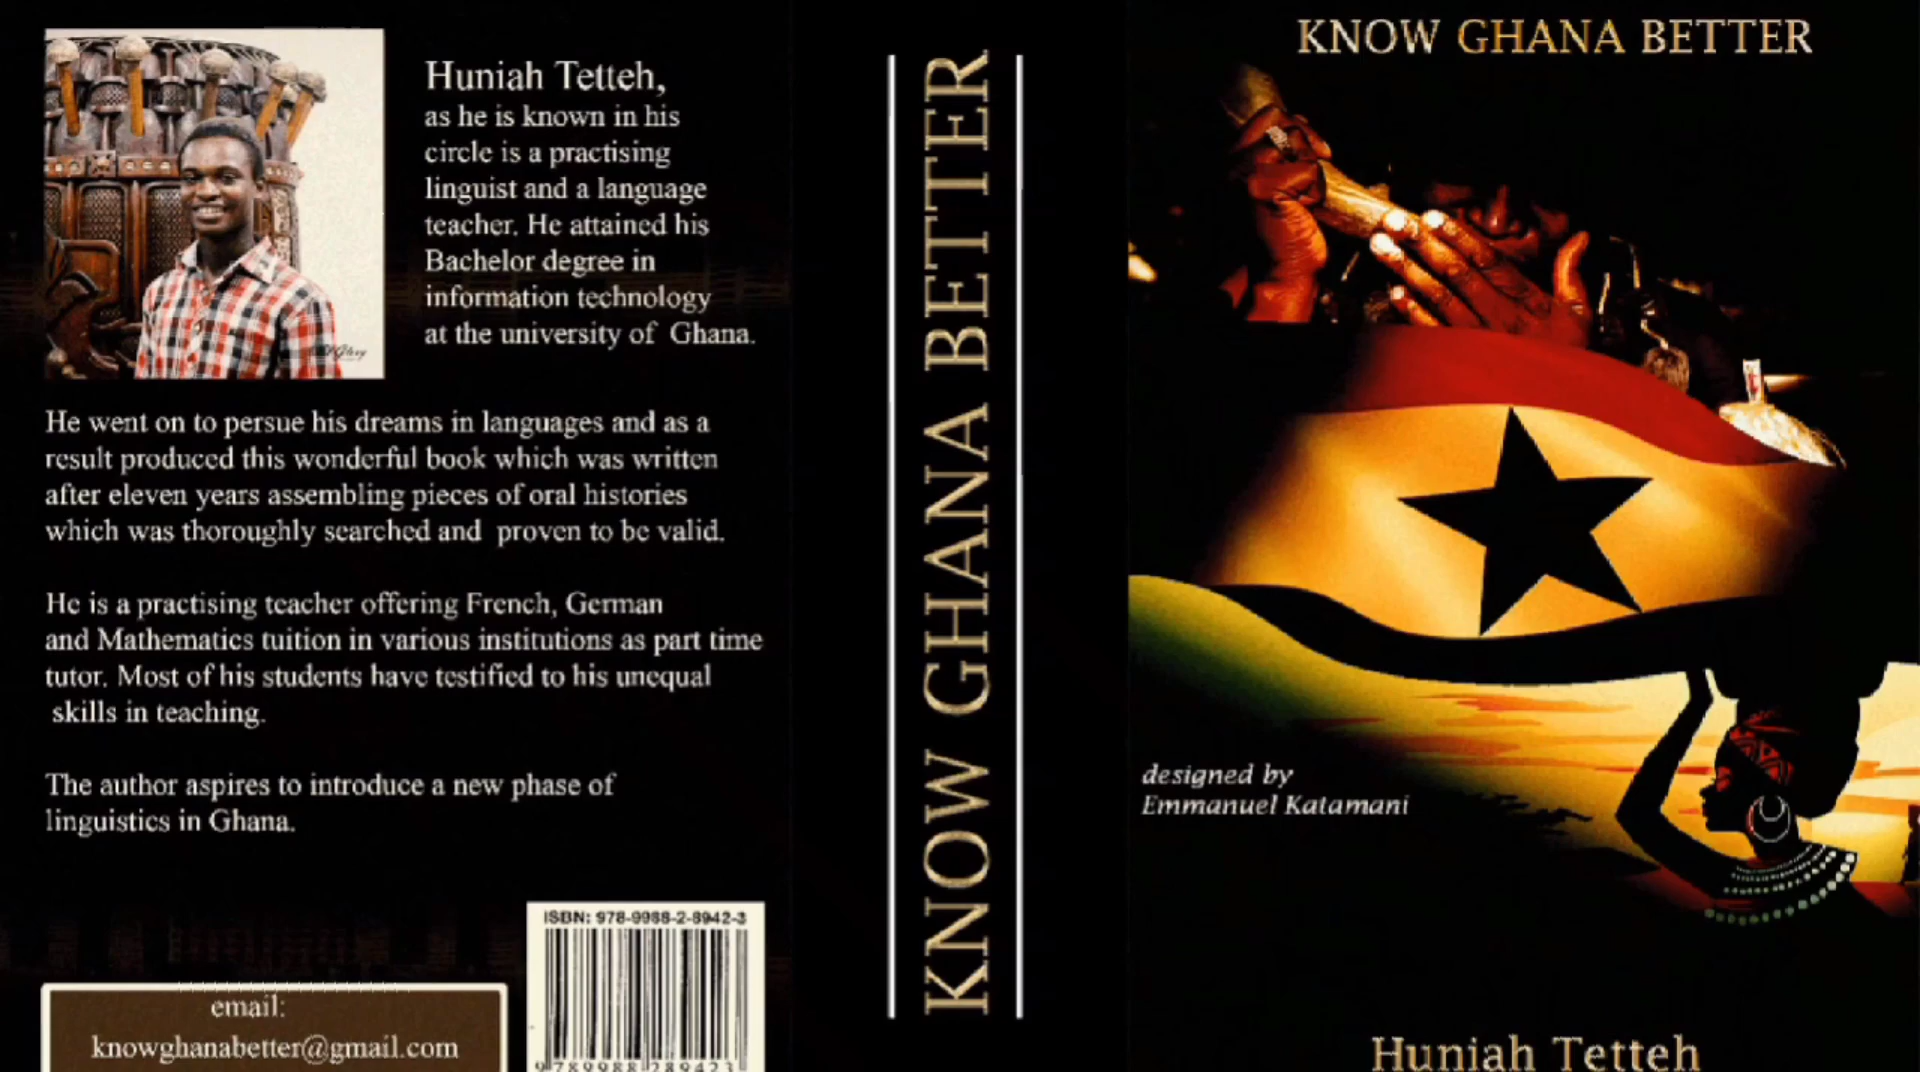 Huniah Tetteh,
as he is known in his
circle is a practising
linguist and a language
teacher. He attained his
Bachelor degree in
information technology
at the university of Ghana.
He went on to persue his dreams in languages and as a
result produced this wonderful book which was written
after eleven years assembling pieces of oral histories
which was thoroughly searched and proven to be valid.
He is a practising teacher offering French, German
and Mathematics tuition in various institutions as part time
tutor. Most of his students have testified to his unequal
skills in teaching.
The author aspires to introduce a new phase of
linguistics in Ghana.
email:
knowghanabetter@gmail.com
ISBN: 978-9988-2-8942-3
9 789988 289423
KNOW GHANA BETTER
KNOW GHANA BETTER
designed by
Emmanuel Katamani
Huniah Tetteh